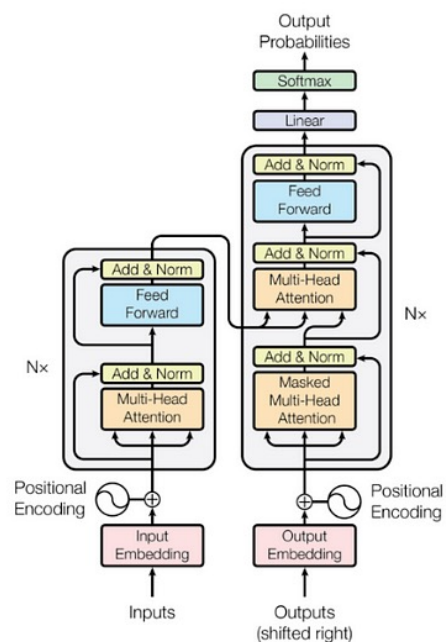 Output
Probabilities
Softmax
Linear
Add & Norm
Feed
Forward
Add & Norm
Multi-Head
Attention
Add & Norm
Masked
Multi-Head
Attention
N×
Add & Norm
Feed
Forward
Add & Norm
Multi-Head
Attention
N×
Positional
Encoding
Positional
Encoding
Input
Embedding
Output
Embedding
Inputs
Outputs
(shifted right)